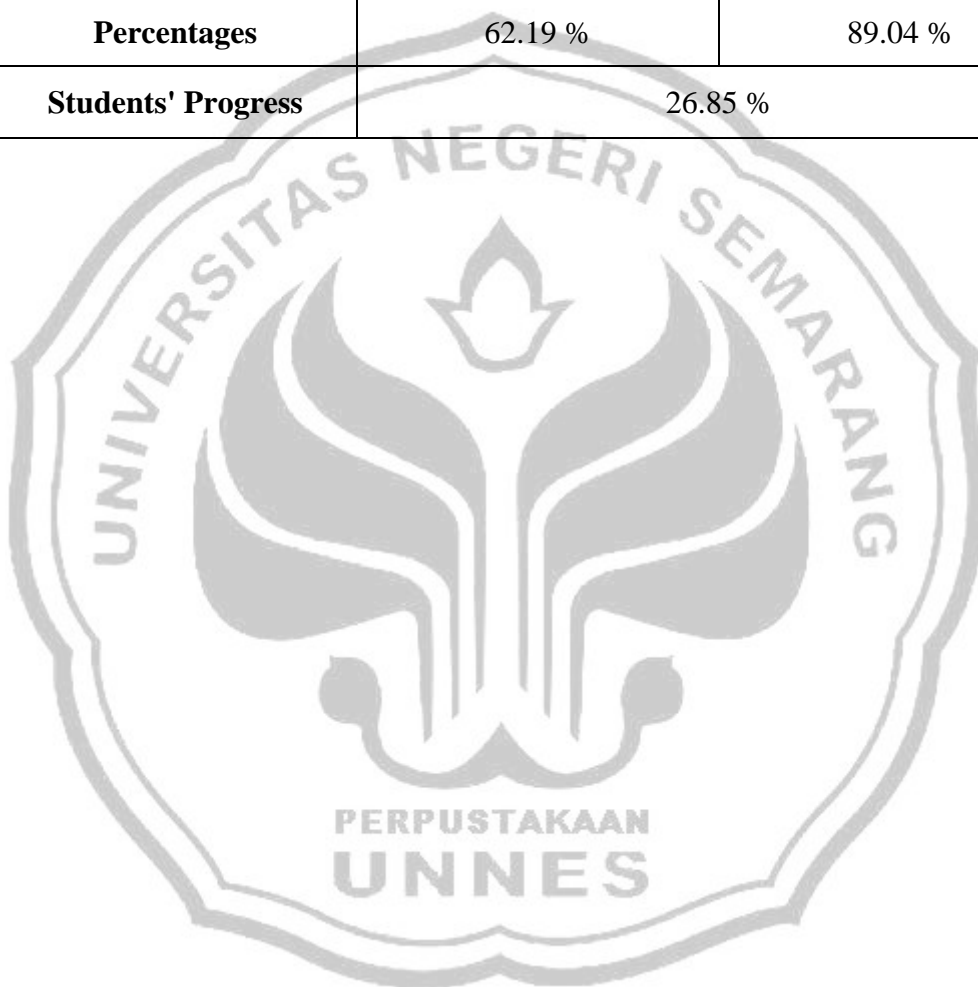 Percentages 62.19 % 89.04 %
Students' Progress 26.85 %
UNIVERSITAS NEGERI SEMARANG
PERPUSTAKAAN
UNNES